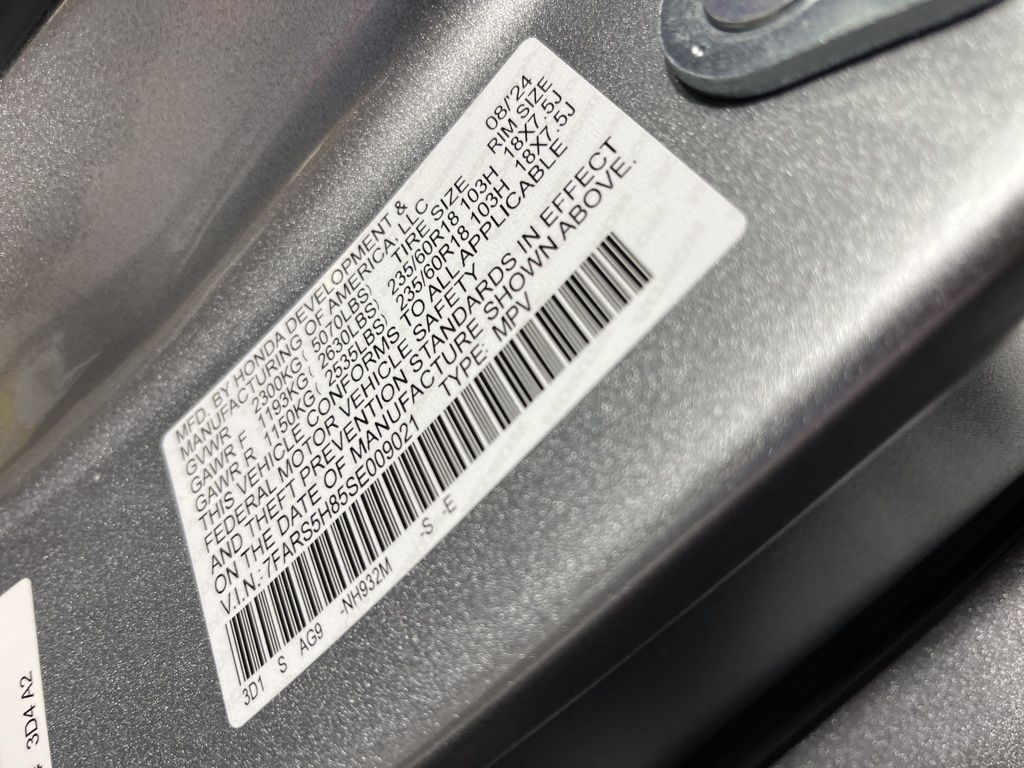 MFD. BY HONDA DEVELOPMENT &
MANUFACTURING OF AMERICA, LLC 08/'24
GVWR 2300KG( 5070LBS) TIRE SIZE RIM SIZE
GAWR F 1193KG( 2630LBS) 235/60R18 103H 18X7.5J
GAWR R 1150KG( 2535LBS) 235/60R18 103H 18X7.5J
THIS VEHICLE CONFORMS TO ALL APPLICABLE
FEDERAL MOTOR VEHICLE SAFETY
AND THEFT PREVENTION STANDARDS IN EFFECT
ON THE DATE OF MANUFACTURE SHOWN ABOVE.
V.I.N.: 7FARS5H85SE009021 TYPE: MPV
3D1 S AG9 -NH932M -S -E
3D4 A2